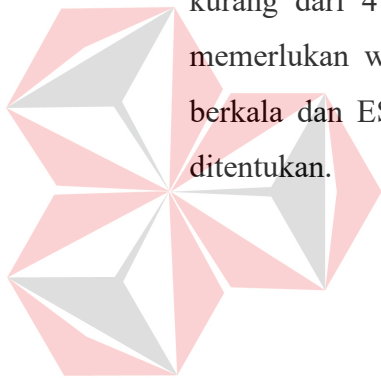 kurang dari 4
memerlukan w
berkala dan ES
ditentukan.